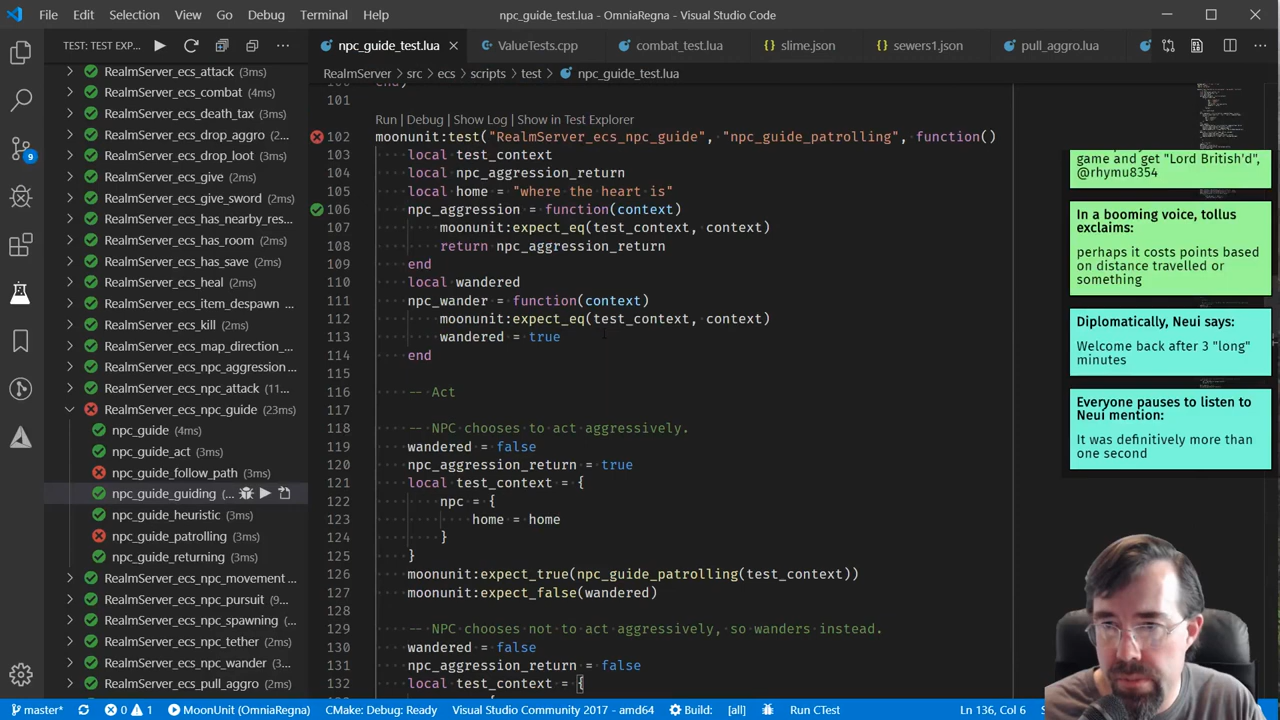 File Edit Selection View Go Debug Terminal Help npc_guide_test.lua - OmniaRegna - Visual Studio Code
TEST: TEST EXP...
npc_guide_test.lua ValueTests.cpp combat_test.lua slime.json sewers1.json pull_aggro.lua
RealmServer > src > ecs > scripts > test > npc_guide_test.lua
RealmServer_ecs_attack (3ms)
RealmServer_ecs_combat (4ms)
RealmServer_ecs_death_tax (3ms)
RealmServer_ecs_drop_aggro (3ms)
RealmServer_ecs_drop_loot (3ms)
RealmServer_ecs_give (2ms)
RealmServer_ecs_give_sword (2ms)
RealmServer_ecs_has_nearby_res...
RealmServer_ecs_has_room (2ms)
RealmServer_ecs_has_save (2ms)
RealmServer_ecs_heal (2ms)
RealmServer_ecs_item_despawn (3ms)
RealmServer_ecs_kill (2ms)
RealmServer_ecs_map_direction...
RealmServer_ecs_npc_aggression...
RealmServer_ecs_npc_attack (11...
RealmServer_ecs_npc_guide (23ms)
npc_guide (4ms)
npc_guide_act (3ms)
npc_guide_follow_path (3ms)
npc_guide_guiding (...
npc_guide_heuristic (3ms)
npc_guide_patrolling (3ms)
npc_guide_returning (3ms)
RealmServer_ecs_npc_movement...
RealmServer_ecs_npc_pursuit (9...
RealmServer_ecs_npc_spawning (...
RealmServer_ecs_npc_tether (2ms)
RealmServer_ecs_npc_wander (3...
RealmServer_ecs_pull_aggro (2ms)
9
101
Run | Debug | Show Log | Show in Test Explorer
102 moonunit:test("RealmServer_ecs_npc_guide", "npc_guide_patrolling", function()
103 local test_context
104 local npc_aggression_return
105 local home = "where the heart is"
106 npc_aggression = function(context)
107 moonunit:expect_eq(test_context, context)
108 return npc_aggression_return
109 end
110 local wandered
111 npc_wander = function(context)
112 moonunit:expect_eq(test_context, context)
113 wandered = true
114 end
115
116 -- Act
117
118 -- NPC chooses to act aggressively.
119 wandered = false
120 npc_aggression_return = true
121 local test_context = {
122 npc = {
123 home = home
124 }
125 }
126 moonunit:expect_true(npc_guide_patrolling(test_context))
127 moonunit:expect_false(wandered)
128
129 -- NPC chooses not to act aggressively, so wanders instead.
130 wandered = false
131 npc_aggression_return = false
132 local test_context = {
game and get "Lord British'd",
@rhymu8354
In a booming voice, tollus
exclaims:
perhaps it costs points based
on distance travelled or
something
Diplomatically, Neui says:
Welcome back after 3 "long"
minutes
Everyone pauses to listen to
Neui mention:
It was definitively more than
one second
master* 0 1 MoonUnit (OmniaRegna) CMake: Debug: Ready Visual Studio Community 2017 - amd64 Build: [all] Run CTest Ln 136, Col 6